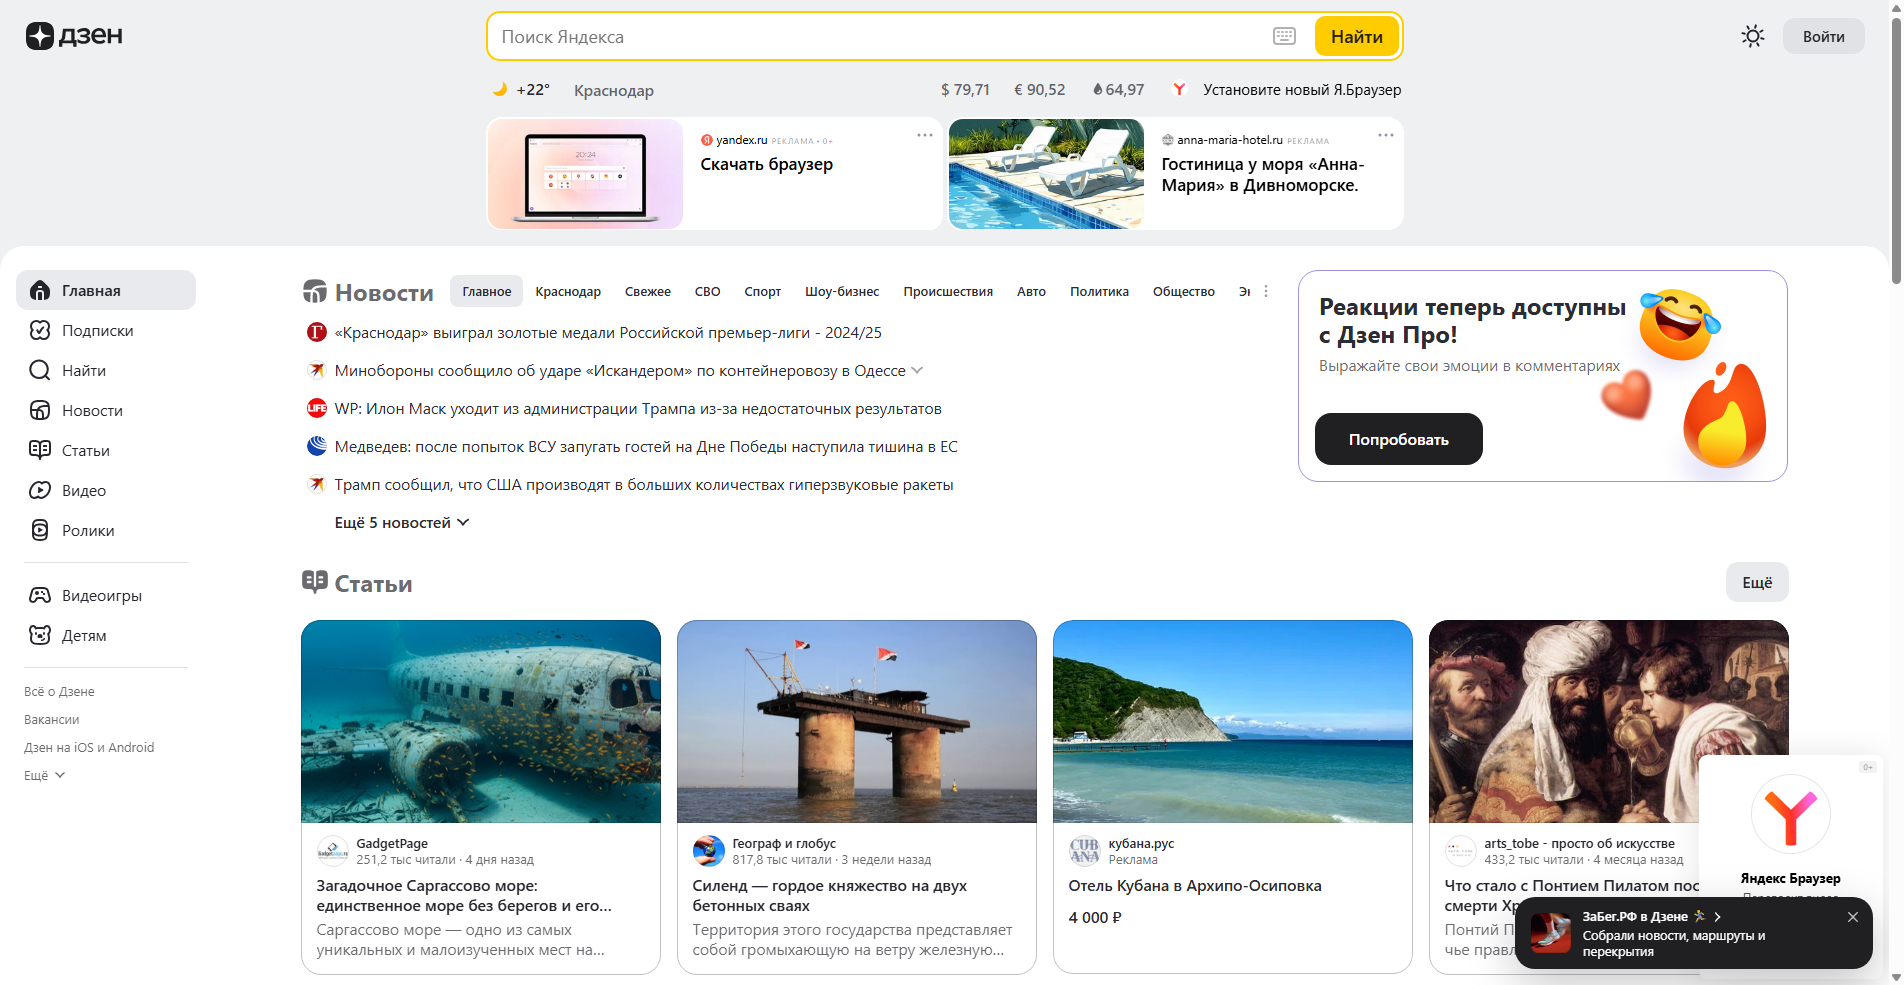 дзен
Поиск Яндекса
Найти
Войти
+22°
Краснодар
$ 79,71
€ 90,52
64,97
Установите новый Я.Браузер
20:24
yandex.ru РЕКЛАМА • 0+
Скачать браузер
anna-maria-hotel.ru РЕКЛАМА
Гостиница у моря «Анна-
Мария» в Дивноморске.
Главная
Подписки
Найти
Новости
Статьи
Видео
Ролики
Видеоигры
Детям
Всё о Дзене
Вакансии
Дзен на iOS и Android
Ещё
Новости
Главное
Краснодар
Свежее
СВО
Спорт
Шоу-бизнес
Происшествия
Авто
Политика
Общество
«Краснодар» выиграл золотые медали Российской премьер-лиги - 2024/25
Минобороны сообщило об ударе «Искандером» по контейнеровозу в Одессе
LIFE WP: Илон Маск уходит из администрации Трампа из-за недостаточных результатов
Медведев: после попыток ВСУ запугать гостей на Дне Победы наступила тишина в ЕС
Трамп сообщил, что США производят в больших количествах гиперзвуковые ракеты
Ещё 5 новостей
Реакции теперь доступны
с Дзен Про!
Выражайте свои эмоции в комментариях
Попробовать
Статьи
Ещё
GadgetPage
251,2 тыс читали · 4 дня назад
Загадочное Саргассово море:
единственное море без берегов и его...
Саргассово море — одно из самых
уникальных и малоизученных мест на...
Географ и глобус
817,8 тыс читали · 3 недели назад
Силенд — гордое княжество на двух
бетонных сваях
Территория этого государства представляет
собой громыхающую на ветру железную...
CUB
ANA
кубана.рус
Реклама
Отель Кубана в Архипо-Осиповка
4 000 ₽
arts_tobe - просто об искусстве
433,2 тыс читали · 4 месяца назад
Что стало с Понтием Пилатом пос
смерти Хр
Понтий П
чье правл
0+
Яндекс Браузер
ЗаБег.РФ в Дзене
Собрали новости, маршруты и
перекрытия